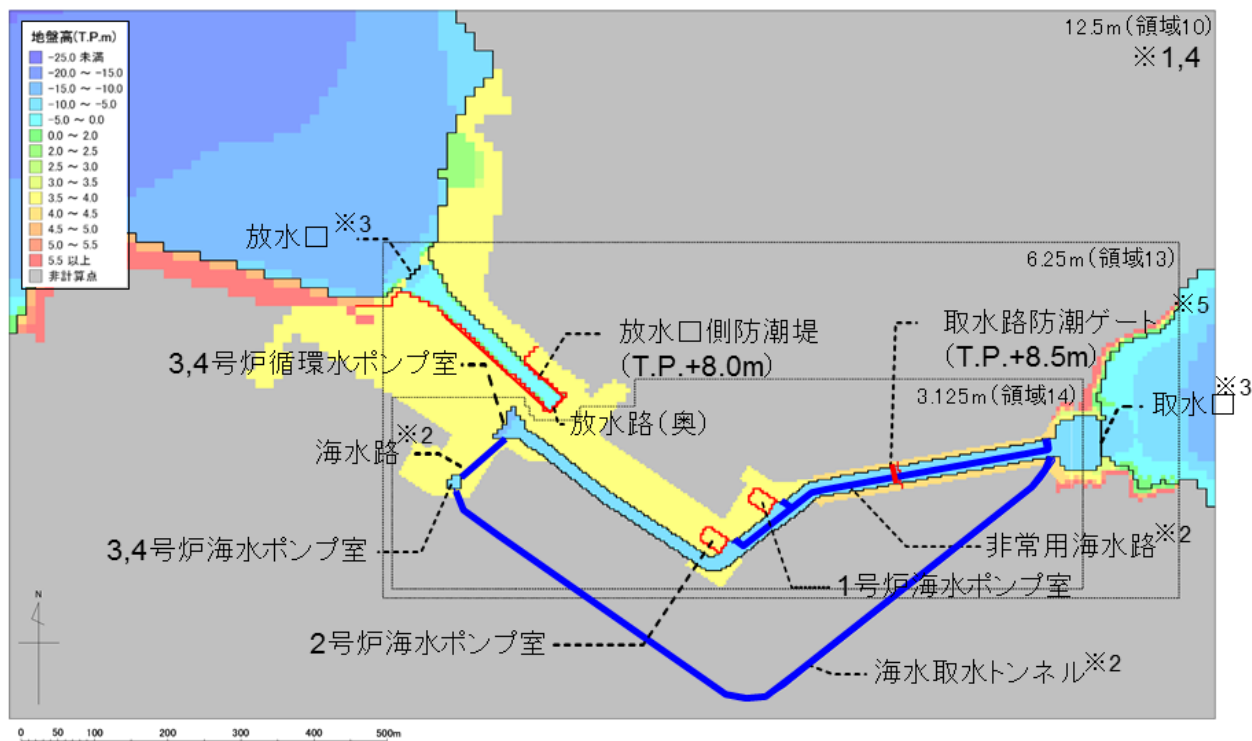 地盤高(T.P.m)
-25.0 未満
-20.0 ～ -15.0
-15.0 ～ -10.0
-10.0 ～ -5.0
-5.0 ～ 0.0
0.0 ～ 2.0
2.0 ～ 2.5
2.5 ～ 3.0
3.0 ～ 3.5
3.5 ～ 4.0
4.0 ～ 4.5
4.5 ～ 5.0
5.0 ～ 5.5
5.5 以上
非計算点
12.5m(領域10)
※1,4
放水口※3
6.25m(領域13)
放水口側防潮堤
(T.P.+8.0m)
取水路防潮ゲート※5
(T.P.+8.5m)
3,4号炉循環水ポンプ室
3.125m(領域14)
取水口※3
放水路(奥)
海水路※2
3,4号炉海水ポンプ室
非常用海水路※2
1号炉海水ポンプ室
2号炉海水ポンプ室
海水取水トンネル※2
N
0 50 100 200 300 400 500m